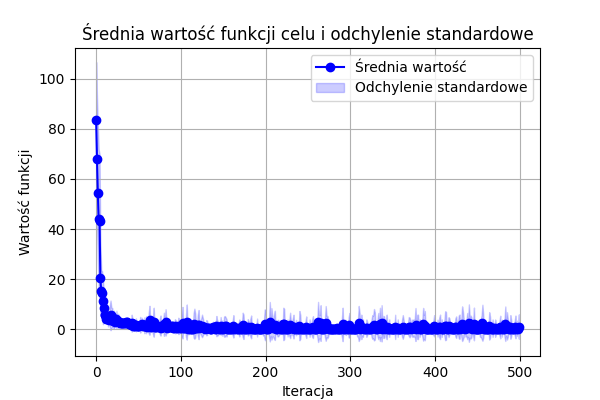 Średnia wartość funkcji celu i odchylenie standardowe
Średnia wartość
Odchylenie standardowe
Wartość funkcji
100
80
60
40
20
0
0 100 200 300 400 500
Iteracja